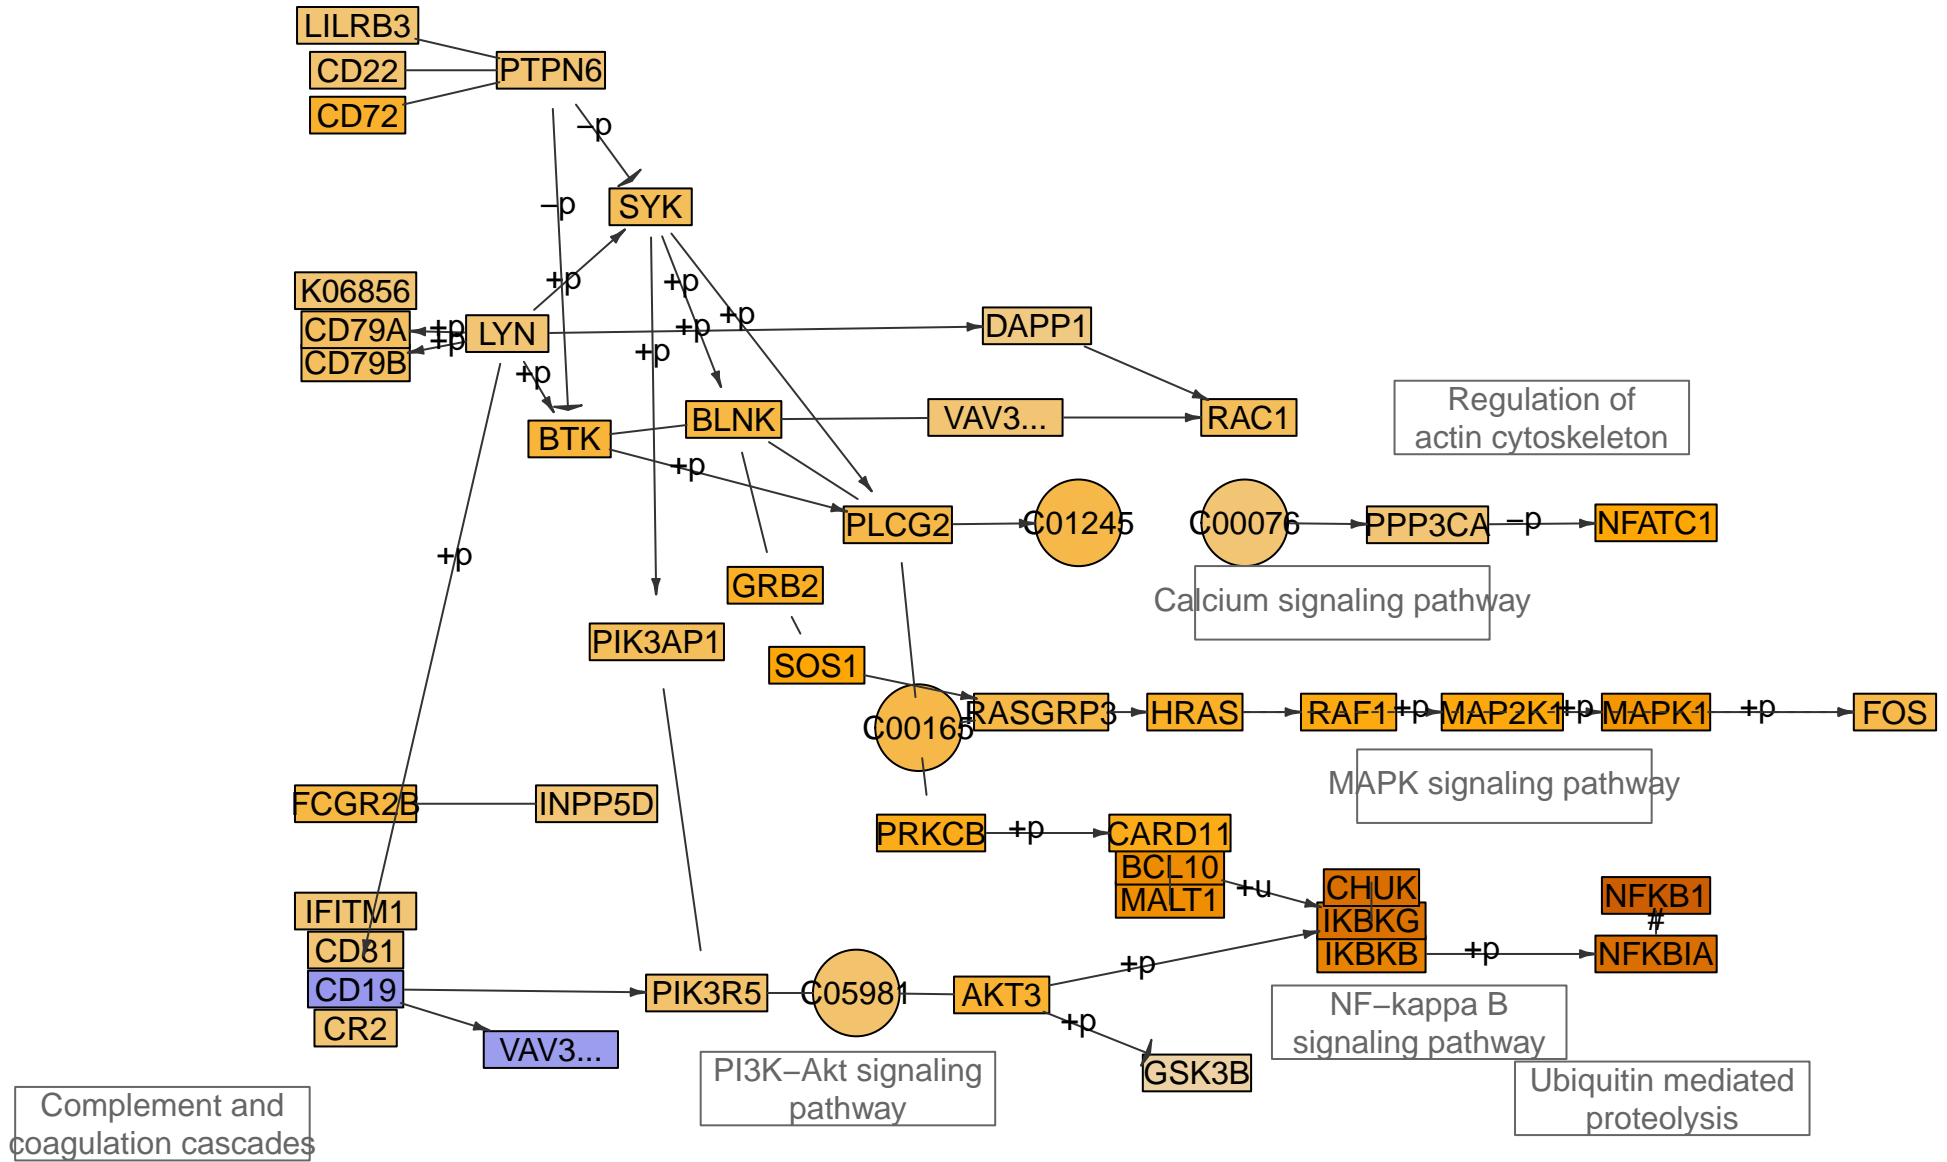 LILRB3
CD22
PTPN6
CD72
–p
SYK
–p
+p
+p
K06856
CD79A
+p
LYN
+p
+p
DAPP1
CD79B
+p
+p
+p
BTK
BLNK
VAV3...
RAC1
Regulation of
actin cytoskeleton
+p
PLCG2
C01245
C00076
PPP3CA
–p
NFATC1
+p
GRB2
Calcium signaling pathway
PIK3AP1
SOS1
C00165
RASGRP3
HRAS
RAF1
+p
MAP2K1
+p
MAPK1
+p
FOS
MAPK signaling pathway
FCGR2B
INPP5D
PRKCB
+p
CARD11
BCL10
MALT1
+u
CHUK
IKBKG
IKBKB
+p
NFKB1
#
NFKBIA
IFITM1
CD81
CD19
CR2
VAV3...
PIK3R5
C05981
AKT3
+p
+p
GSK3B
NF–kappa B
signaling pathway
PI3K–Akt signaling
pathway
Ubiquitin mediated
proteolysis
Complement and
coagulation cascades